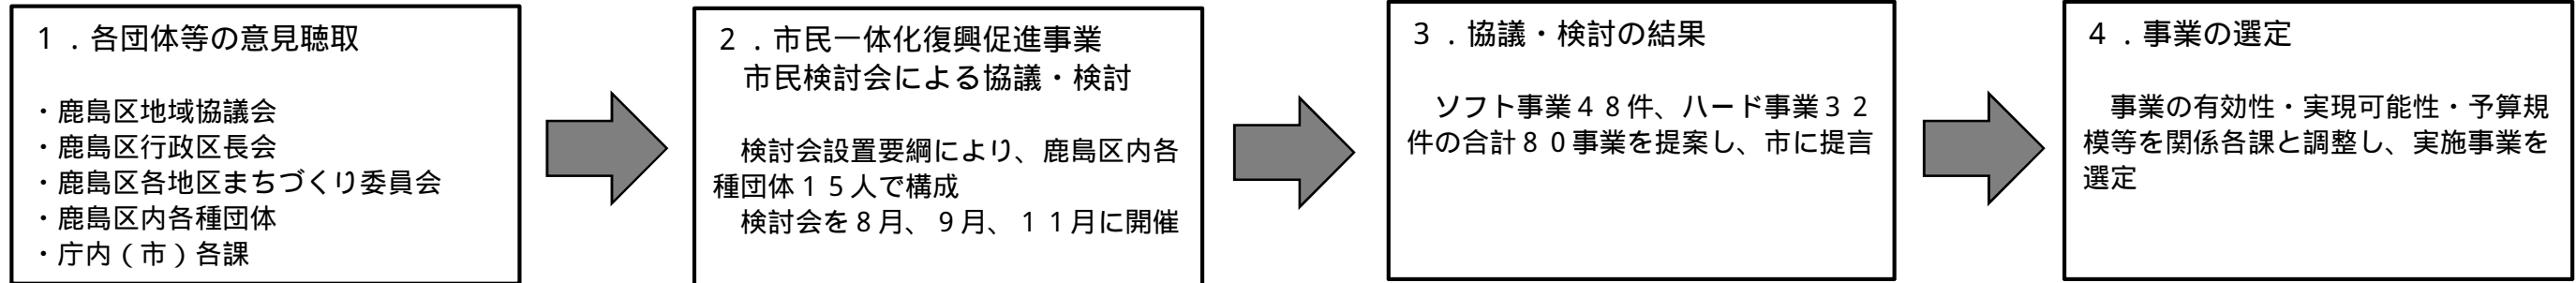 １．各団体等の意見聴取
・鹿島区地域協議会
・鹿島区行政区長会
・鹿島区各地区まちづくり委員会
・鹿島区内各種団体
・庁内（市）各課
２．市民一体化復興促進事業
市民検討会による協議・検討
検討会設置要綱により、鹿島区内各
種団体１５人で構成
検討会を８月、９月、１１月に開催
３．協議・検討の結果
ソフト事業４８件、ハード事業３２
件の合計８０事業を提案し、市に提言
４．事業の選定
事業の有効性・実現可能性・予算規
模等を関係各課と調整し、実施事業を
選定